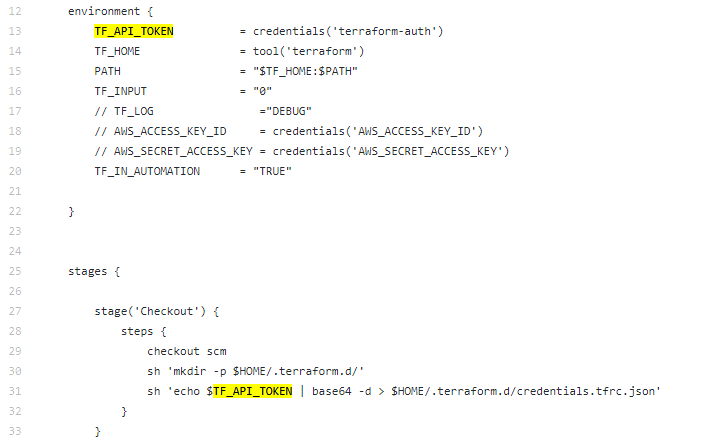 12 environment {
13 TF_API_TOKEN = credentials('terraform-auth')
14 TF_HOME = tool('terraform')
15 PATH = "$TF_HOME:$PATH"
16 TF_INPUT = "0"
17 // TF_LOG ="DEBUG"
18 // AWS_ACCESS_KEY_ID = credentials('AWS_ACCESS_KEY_ID')
19 // AWS_SECRET_ACCESS_KEY = credentials('AWS_SECRET_ACCESS_KEY')
20 TF_IN_AUTOMATION = "TRUE"
21
22 }
23
24
25 stages {
26
27 stage('Checkout') {
28 steps {
29 checkout scm
30 sh 'mkdir -p $HOME/.terraform.d/'
31 sh 'echo $TF_API_TOKEN | base64 -d > $HOME/.terraform.d/credentials.tfrc.json'
32 }
33 }